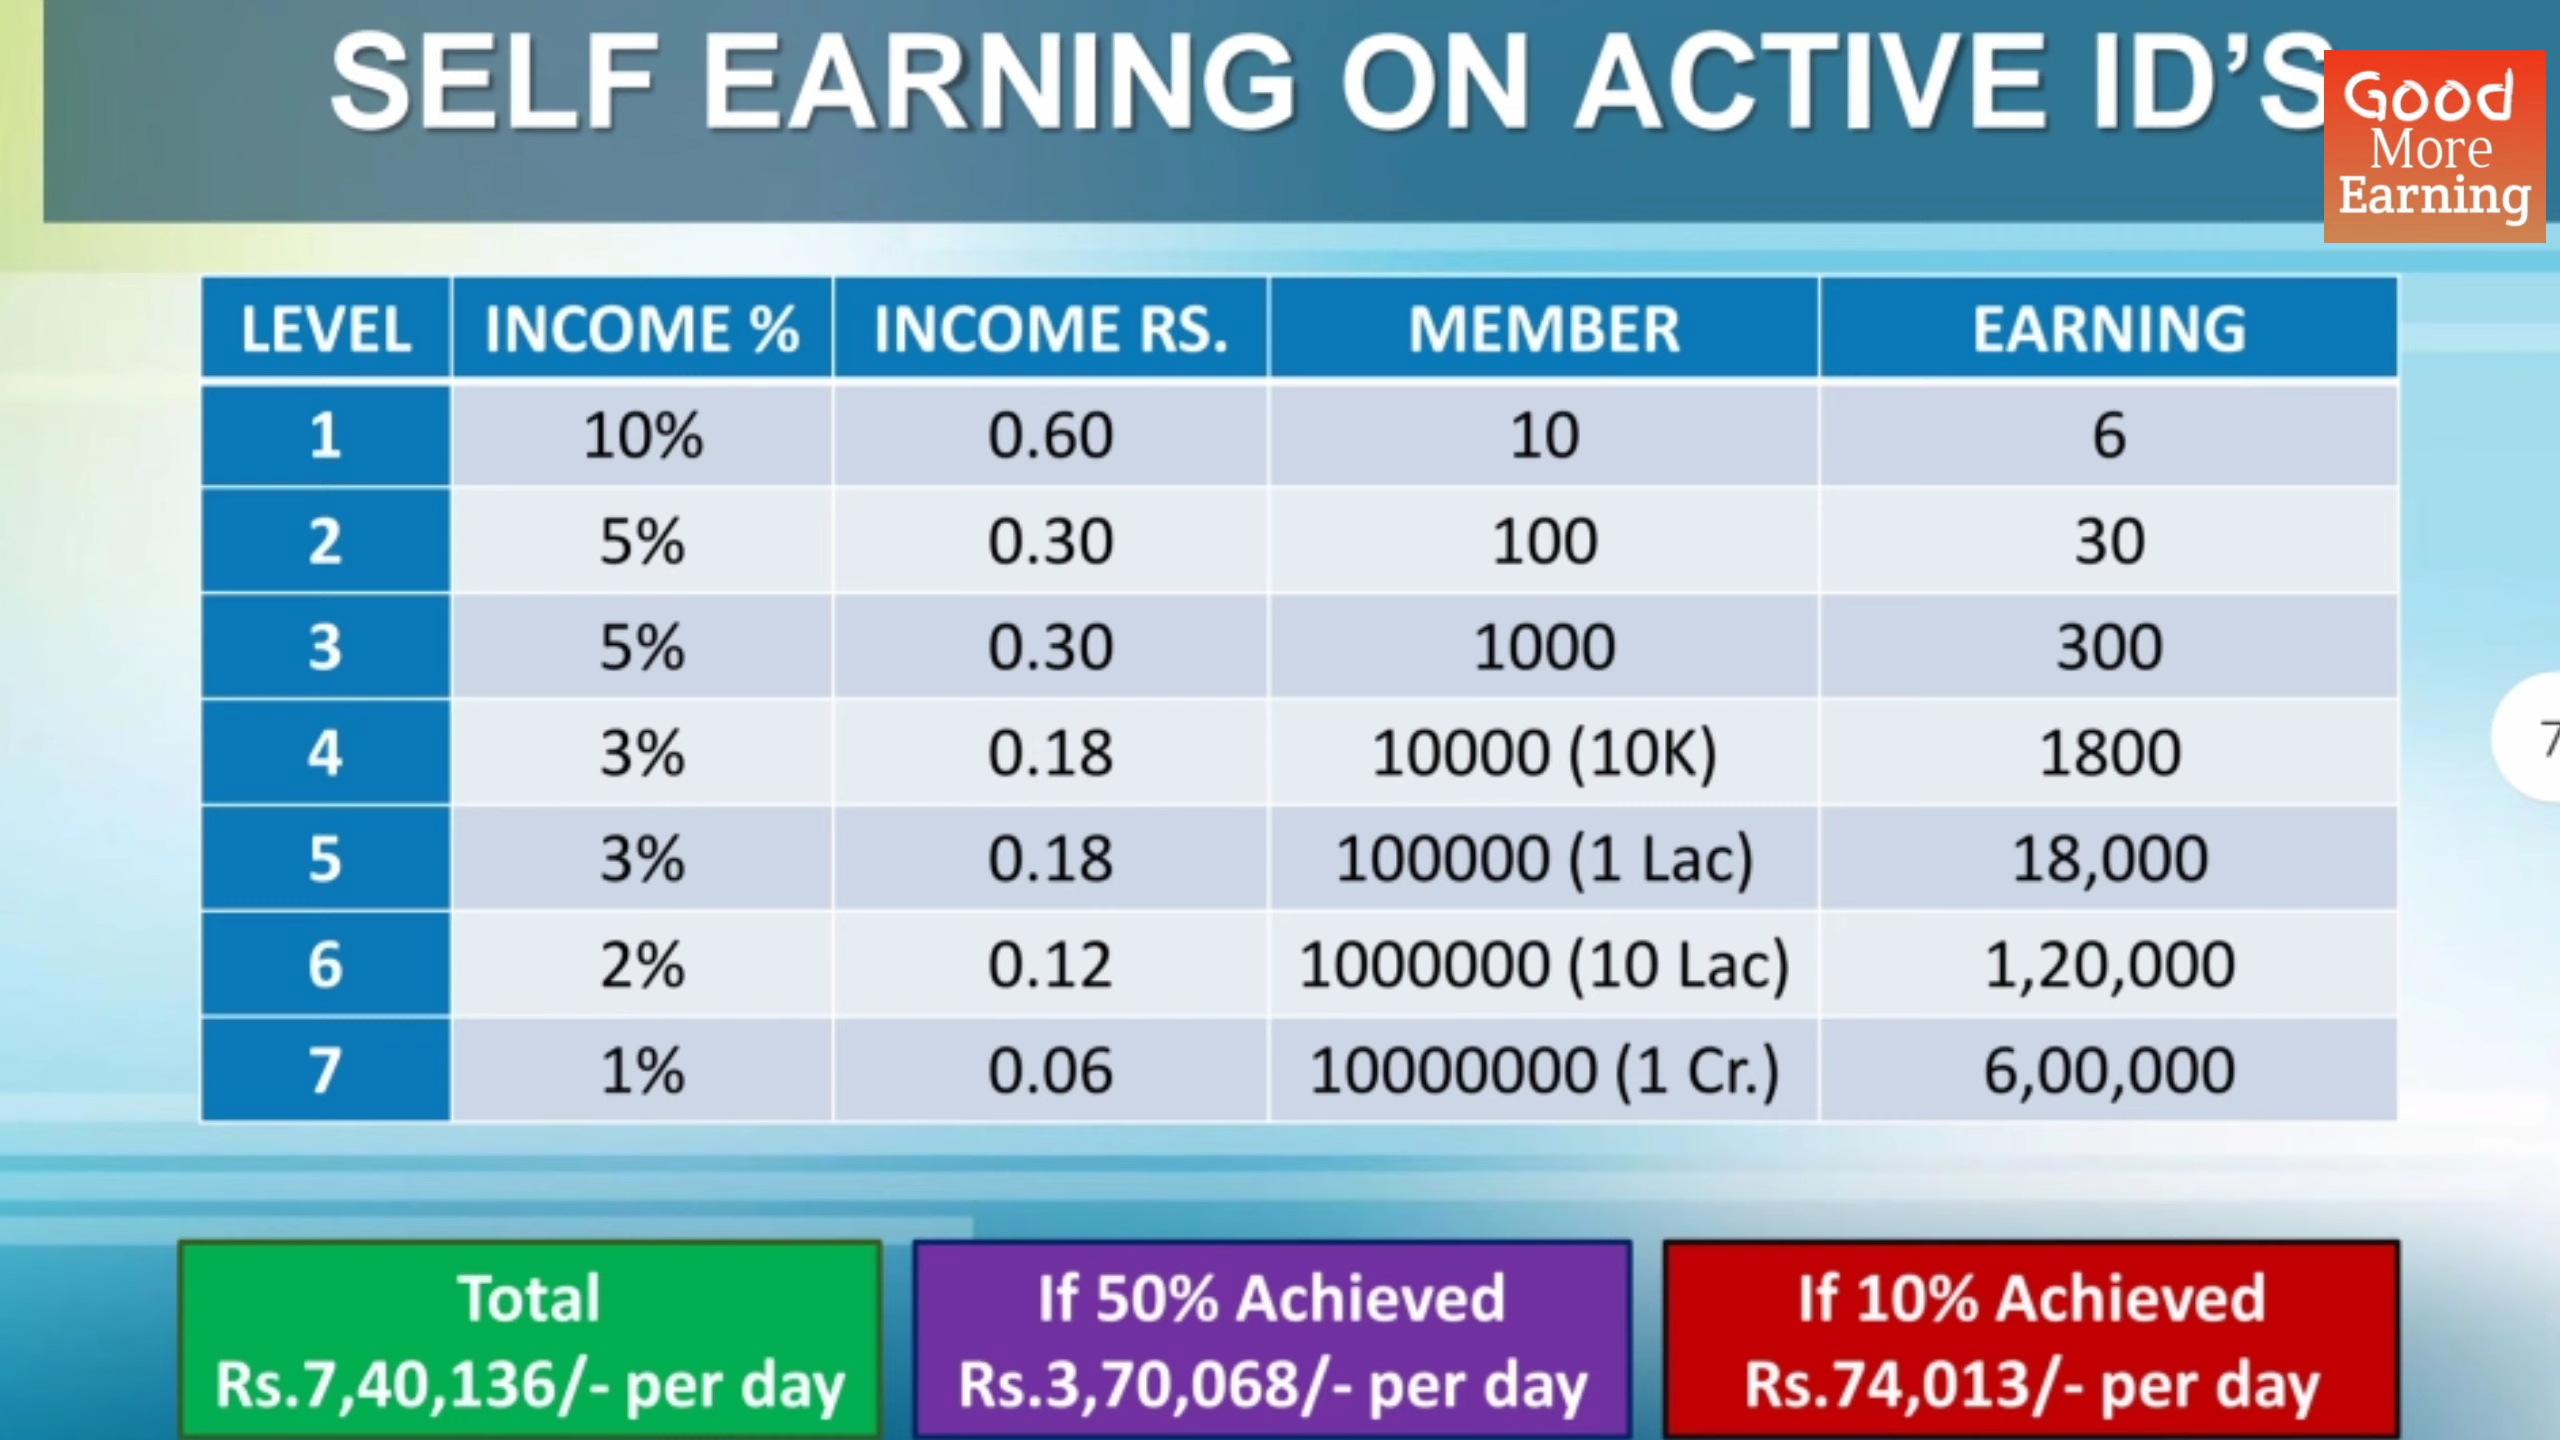 SELF EARNING ON ACTIVE ID'S
Good
More
Earning
LEVEL INCOME % INCOME RS. MEMBER EARNING
1 10% 0.60 10 6
2 5% 0.30 100 30
3 5% 0.30 1000 300
4 3% 0.18 10000 (10K) 1800
5 3% 0.18 100000 (1 Lac) 18,000
6 2% 0.12 1000000 (10 Lac) 1,20,000
7 1% 0.06 10000000 (1 Cr.) 6,00,000
7
Total
Rs.7,40,136/- per day
If 50% Achieved
Rs.3,70,068/- per day
If 10% Achieved
Rs.74,013/- per day